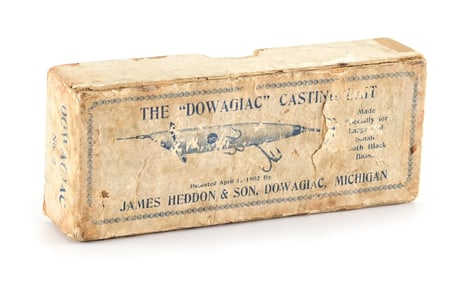 THE "DOWAGIAC" CASTING BAIT
Made
Specially for
Large and
Small
Mouth Black
Bass.
Patented April 1, 1902 By
JAMES HEDDON & SON, DOWAGIAC, MICHIGAN
DOWAGIAC
No.